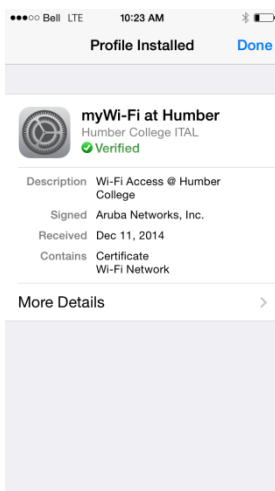 Bell LTE 10:23 AM
Profile Installed Done
myWi-Fi at Humber
Humber College ITAL
Verified
Description Wi-Fi Access @ Humber
College
Signed Aruba Networks, Inc.
Received Dec 11, 2014
Contains Certificate
Wi-Fi Network
More Details